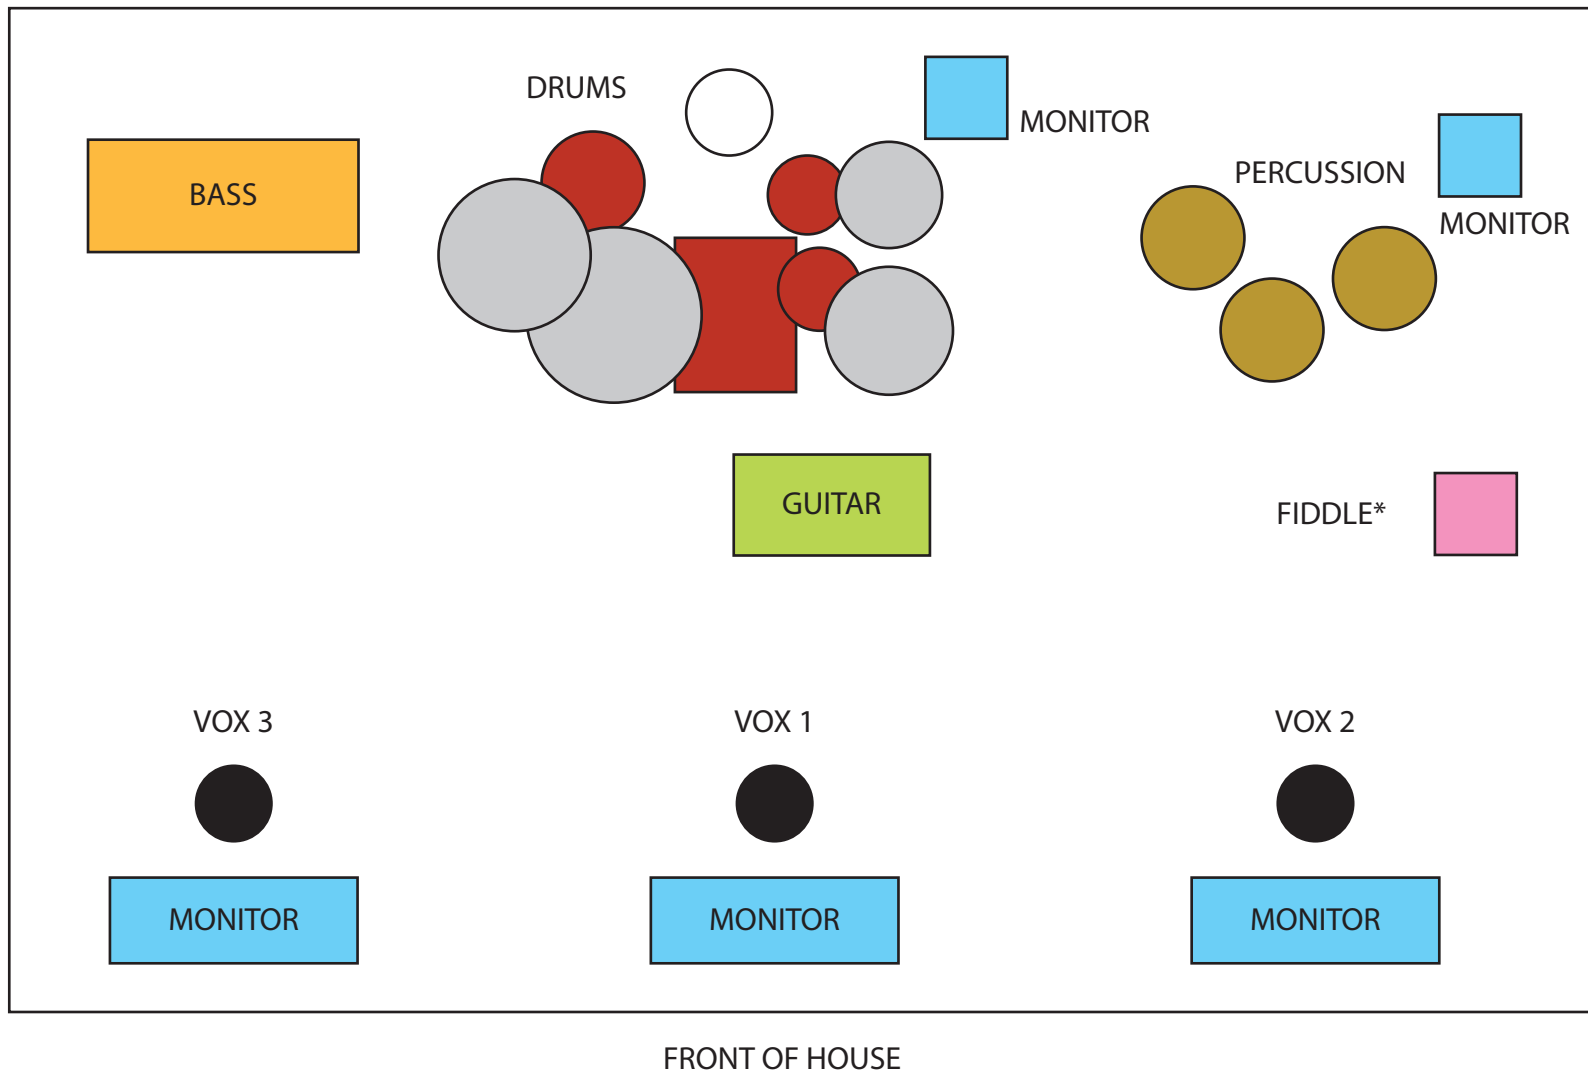 DRUMS
MONITOR
BASS
PERCUSSION
MONITOR
GUITAR
FIDDLE*
VOX 3
VOX 1
VOX 2
MONITOR
MONITOR
MONITOR
FRONT OF HOUSE